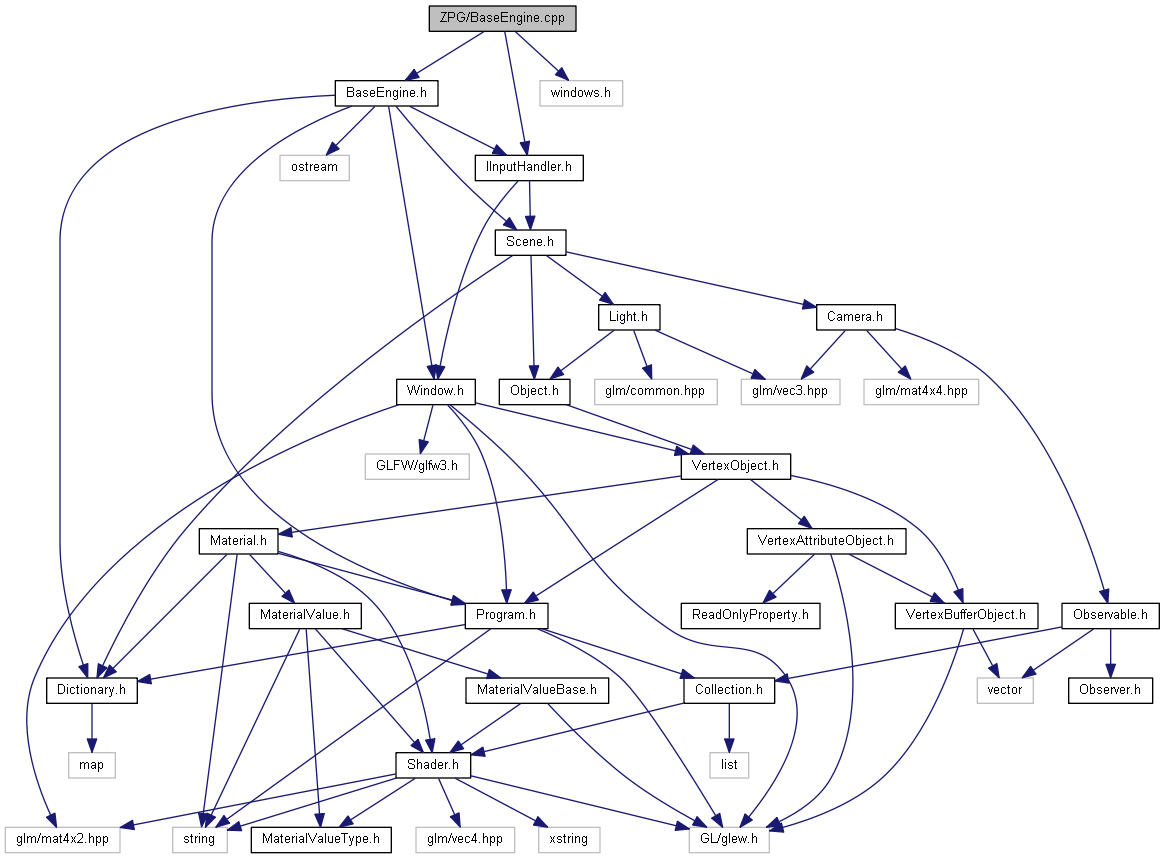 ZPG/BaseEngine.cpp
BaseEngine.h
windows.h
ostream
IInputHandler.h
Scene.h
Light.h
Camera.h
Window.h
Object.h
glm/common.hpp
glm/vec3.hpp
glm/mat4x4.hpp
GLFW/glfw3.h
VertexObject.h
Material.h
VertexAttributeObject.h
MaterialValue.h
Program.h
ReadOnlyProperty.h
VertexBufferObject.h
Observable.h
Dictionary.h
MaterialValueBase.h
Collection.h
vector
Observer.h
map
Shader.h
list
glm/mat4x2.hpp
string
MaterialValueType.h
glm/vec4.hpp
xstring
GL/glew.h